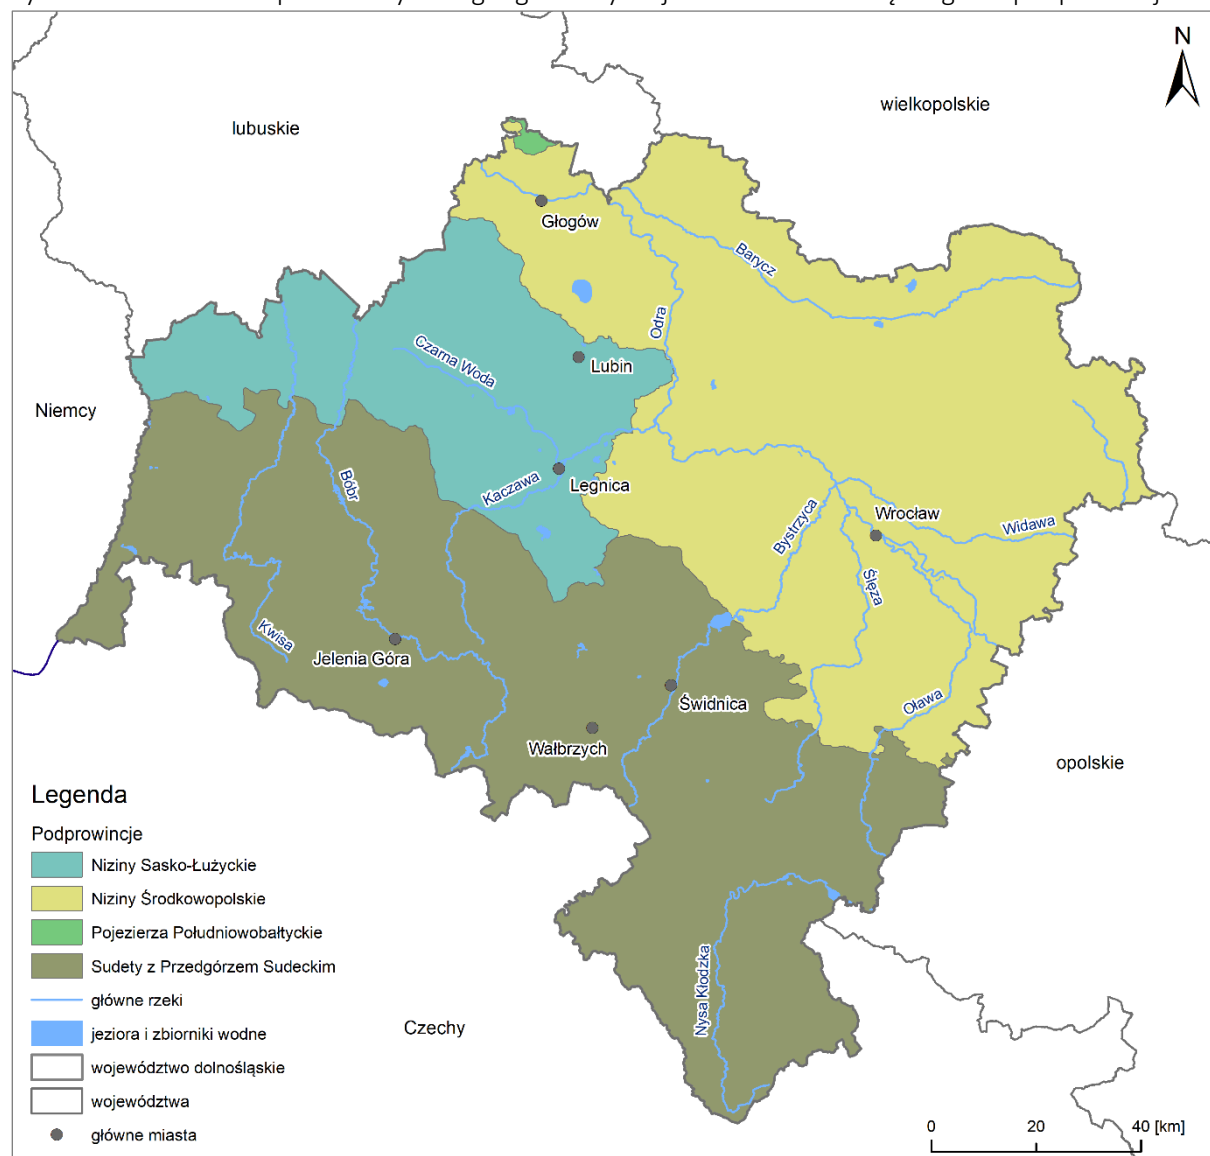 N
wielkopolskie
lubuskie
Głogów
Barycz
Odra
Czarna Woda
Lubin
Niemcy
Bóbr
Kaczawa
Legnica
Bystrzyca
Wrocław
Widawa
Ślęza
Kwisa
Jelenia Góra
Świdnica
Oława
Wałbrzych
opolskie
Nysa Kłodzka
Czechy
Legenda
Podprowincje
Niziny Sasko-Łużyckie
Niziny Środkowopolskie
Pojezierza Południowobałtyckie
Sudety z Przedgórzem Sudeckim
główne rzeki
jeziora i zbiorniki wodne
województwo dolnośląskie
województwa
główne miasta
0 20 40 [km]